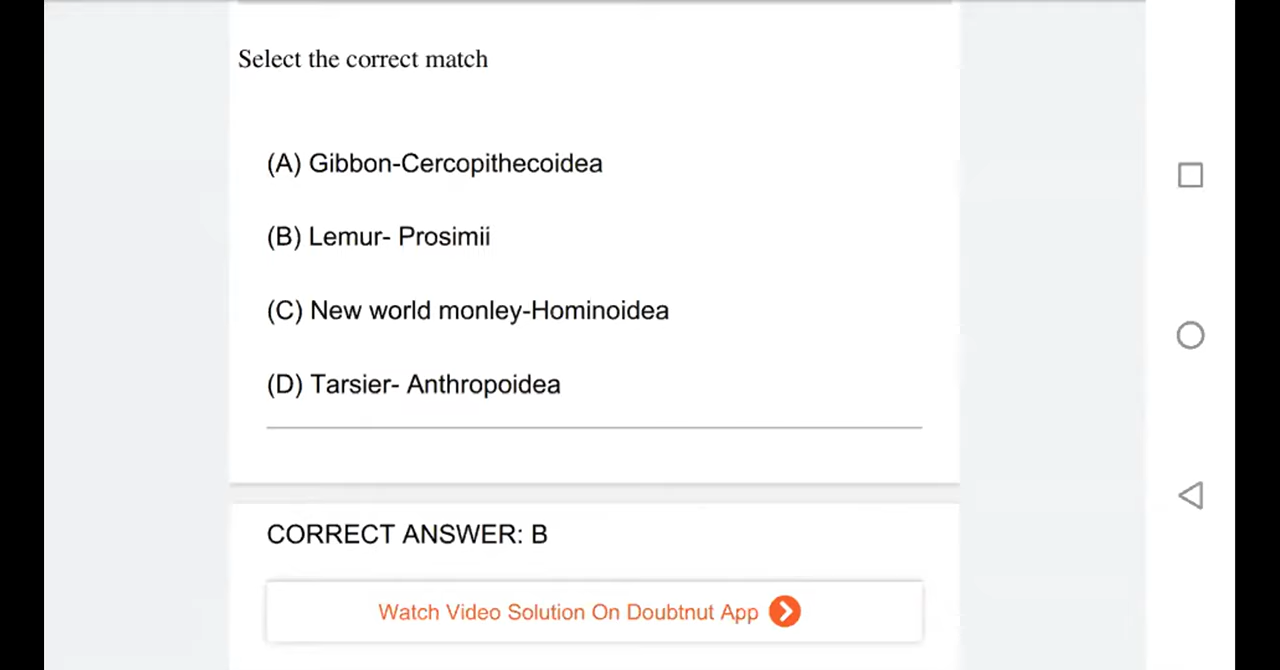 Select the correct match
(A) Gibbon-Cercopithecoidea
(B) Lemur- Prosimii
(C) New world monley-Hominoidea
(D) Tarsier- Anthropoidea
CORRECT ANSWER: B
Watch Video Solution On Doubtnut App